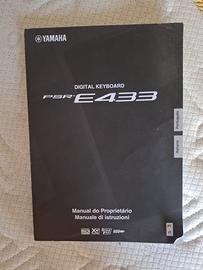 YAMAHA
DIGITAL KEYBOARD
PSR-E433
Manual do Proprietário
Manuale di istruzioni